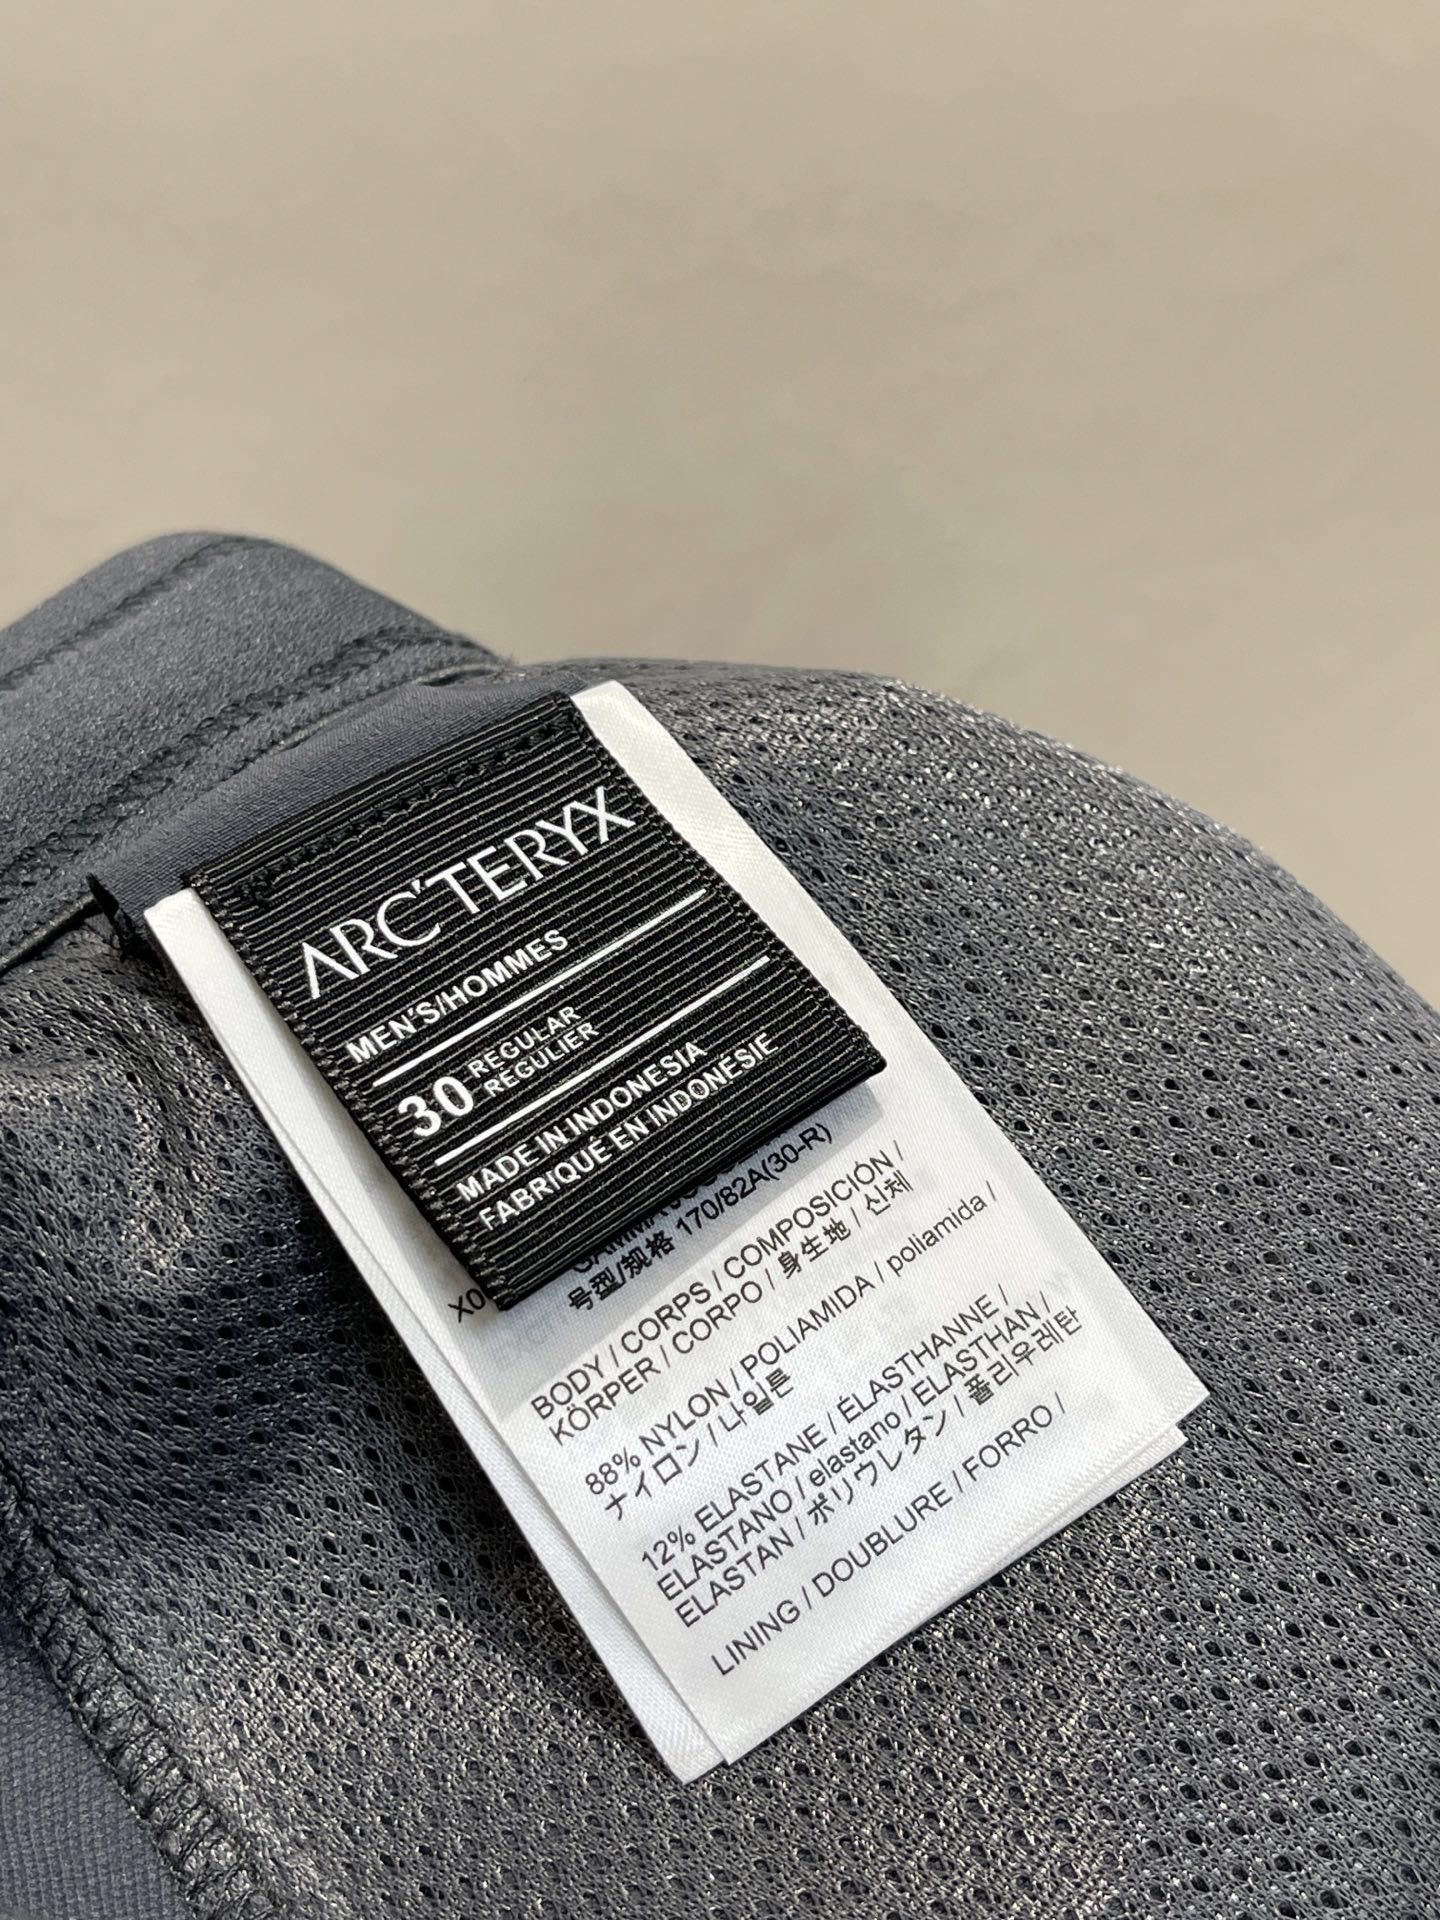 ARC'TERYX
MEN'S/HOMMES
30 REGULAR
RÉGULIER
MADE IN INDONESIA
FABRIQUÉ EN INDONÉSIE
X0
号型/规格 170/82A(30-R)
BODY / CORPS / COMPOSICIÓN /
KÖRPER / CORPO / 身生地 / 신체
88% NYLON / POLIAMIDA / poliamida /
ナイロン / 나일론
12% ELASTANE / ÉLASTHANNE /
ELASTANO / elastano / ELASTHAN /
ELASTAN / ポリウレタン / 폴리우레탄
LINING / DOUBLURE / FORRO /